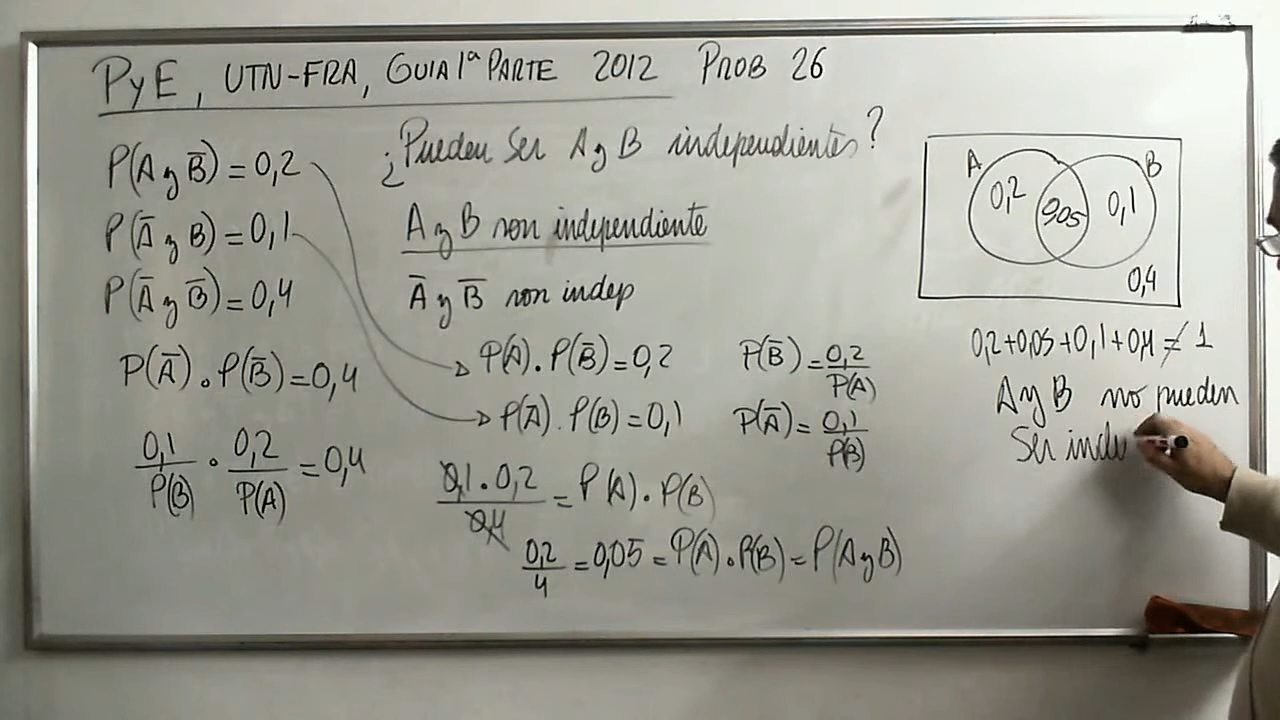 PyE, UTN-FRA, GUIA 1ª PARTE 2012 PROB 26
P(A y B̅) = 0,2
P(A̅ y B) = 0,1
P(A̅ y B̅) = 0,4
P(A̅) . P(B̅) = 0,4
0,1/P(B) . 0,2/P(A) = 0,4
¿Pueden Ser A y B independientes?
A y B non independiente
A̅ y B̅ non indep
P(A) . P(B̅) = 0,2
P(B̅) = 0,2/P(A)
P(A̅) . P(B) = 0,1
P(A̅) = 0,1/P(B)
0,1 . 0,2/0,4 = P(A) . P(B)
0,2/4 = 0,05 = P(A) . P(B) = P(A y B)
A B
0,2 0,05 0,1
0,4
0,2+0,05+0,1+0,4 ≠ 1
A y B no pueden
Ser inde